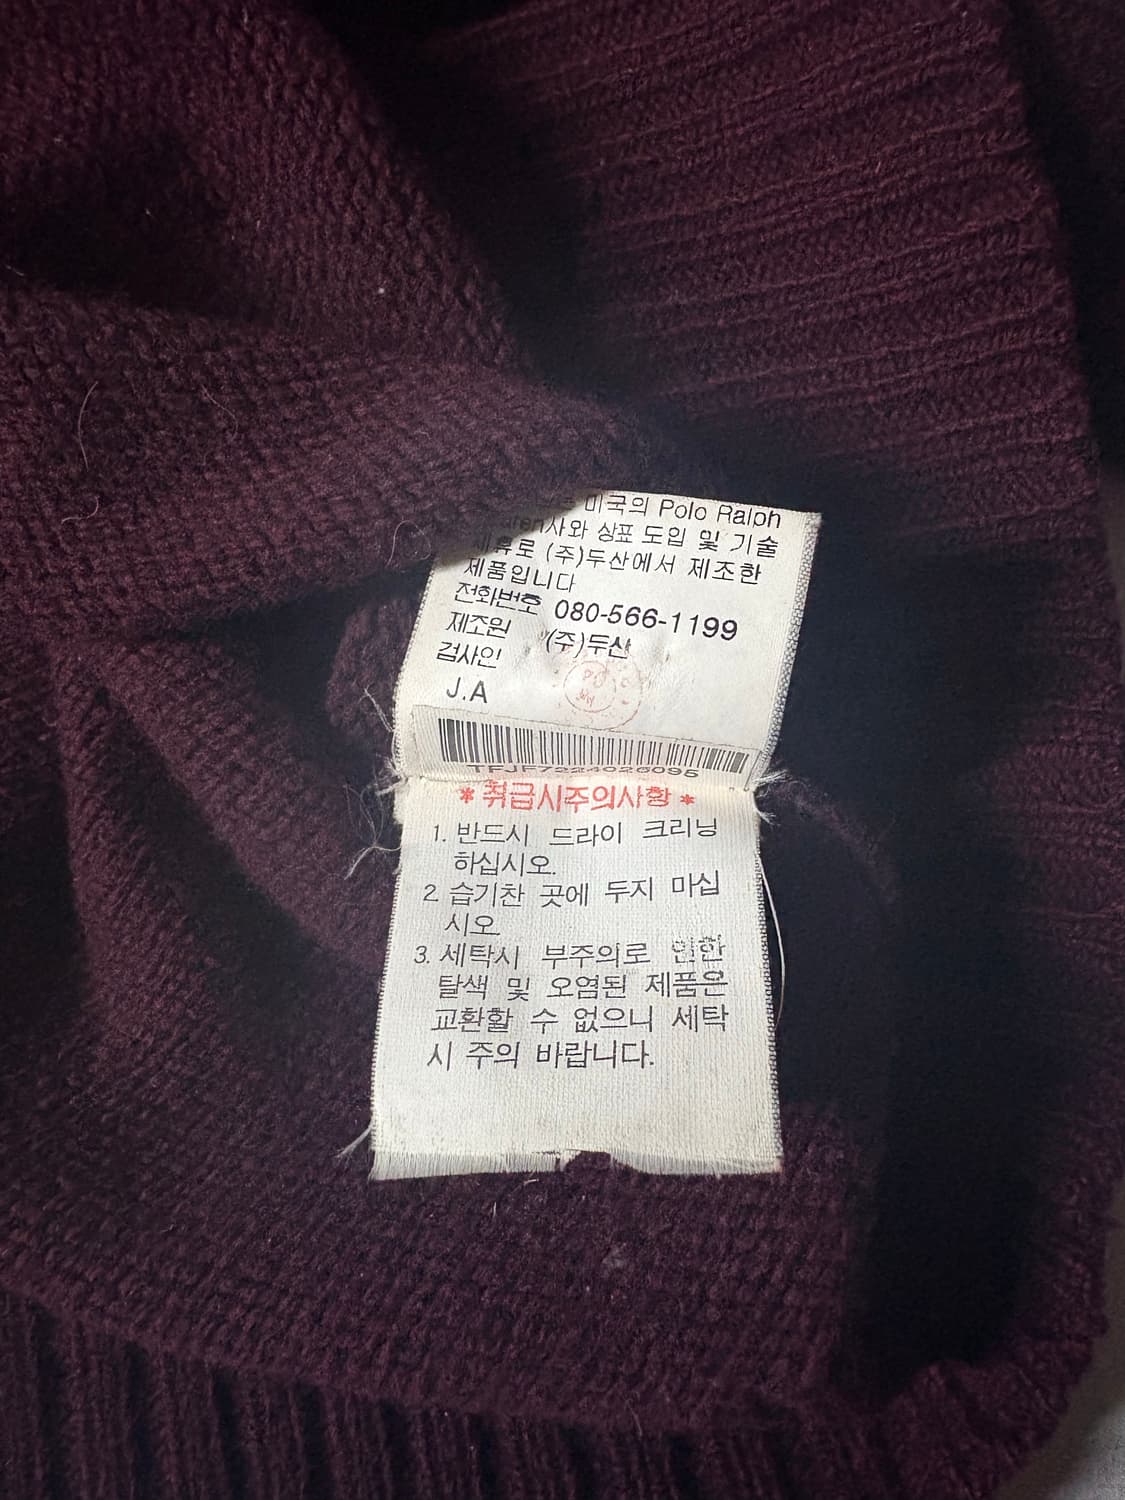 미국의 Polo Ralph
사와 상표 도입 및 기술
제휴로 (주)두산에서 제조한
제품입니다
전화번호 080-566-1199
제조원 (주)두산
검사인
J.A
TFJF7224026095
* 취급시주의사항 *
1. 반드시 드라이 크리닝
하십시오.
2 습기찬 곳에 두지 마십
시오
3. 세탁시 부주의로 인한
탈색 및 오염된 제품은
교환할 수 없으니 세탁
시 주의 바랍니다.